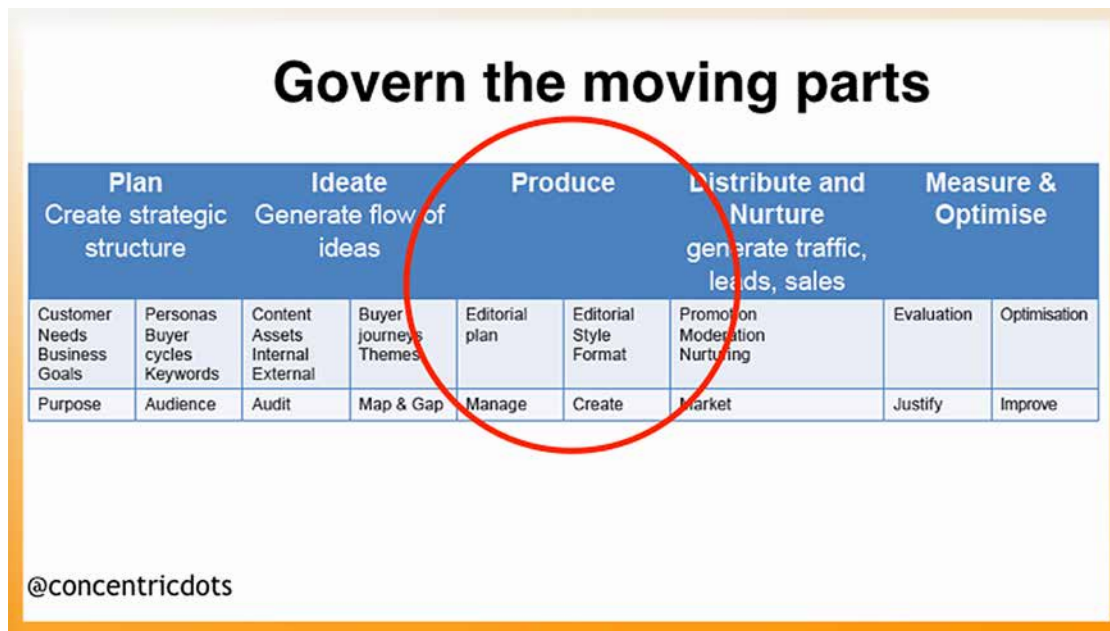 Govern the moving parts
Plan
Create strategic
structure
Ideate
Generate flow of
ideas
Produce
Distribute and
Nurture
generate traffic,
leads, sales
Measure &
Optimise
Customer
Needs
Business
Goals
Personas
Buyer
cycles
Keywords
Content
Assets
Internal
External
Buyer
journeys
Themes
Editorial
plan
Editorial
Style
Format
Promotion
Moderation
Nurturing
Evaluation
Optimisation
Purpose
Audience
Audit
Map & Gap
Manage
Create
Market
Justify
Improve
@concentricdots